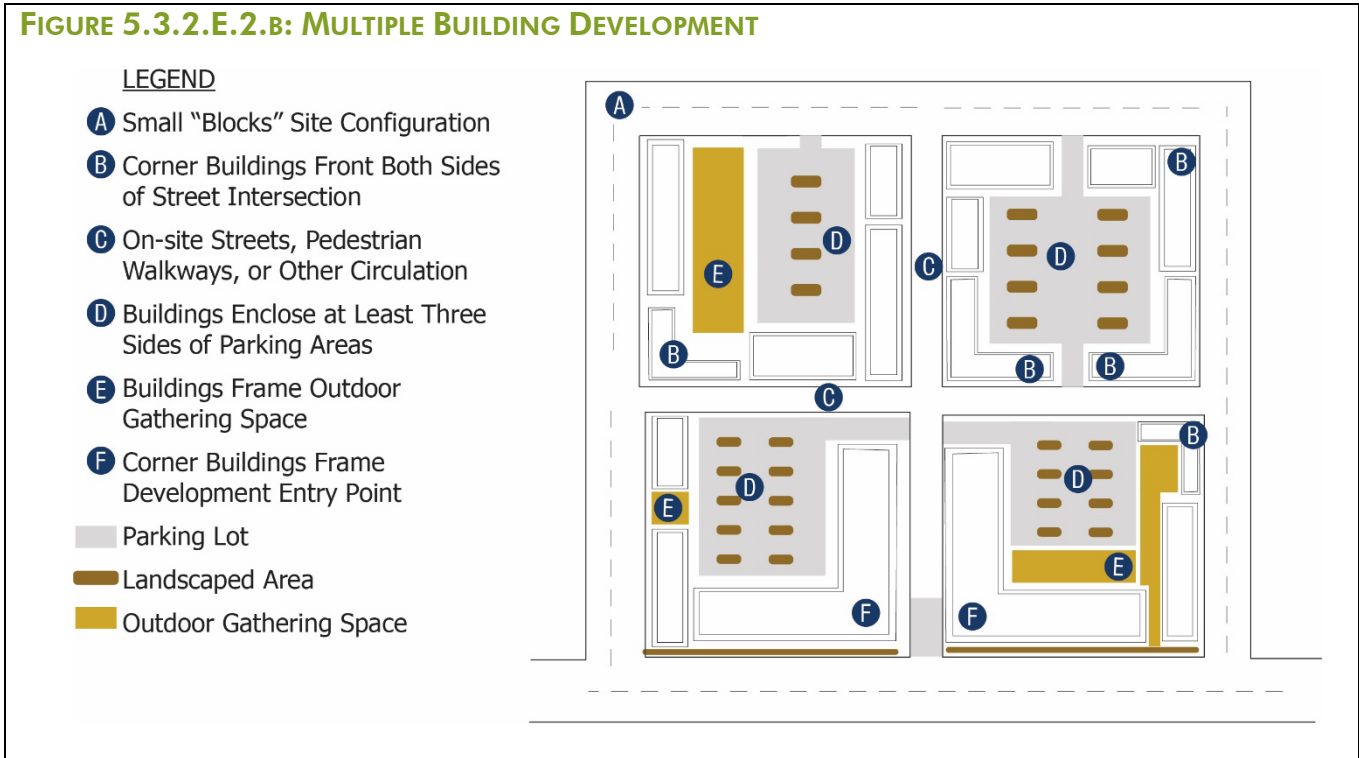 FIGURE 5.3.2.E.2.B: MULTIPLE BUILDING DEVELOPMENT
LEGEND
A Small “Blocks” Site Configuration
B Corner Buildings Front Both Sides
of Street Intersection
C On-site Streets, Pedestrian
Walkways, or Other Circulation
D Buildings Enclose at Least Three
Sides of Parking Areas
E Buildings Frame Outdoor
Gathering Space
F Corner Buildings Frame
Development Entry Point
Parking Lot
Landscaped Area
Outdoor Gathering Space
A
B
D
D
C
E
B
B
B
C
B
D
D
E
E
F
F